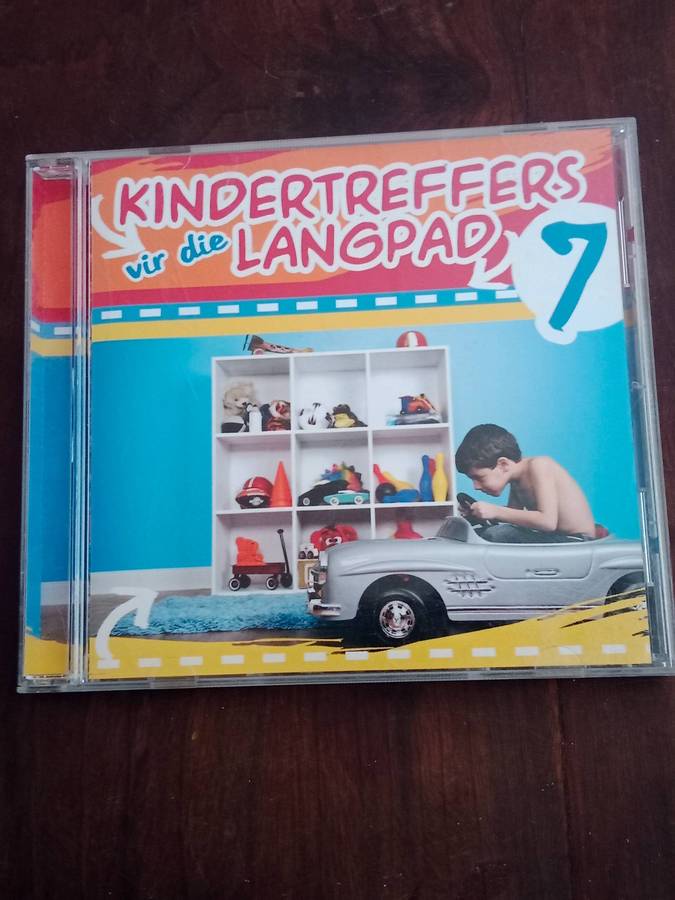 KINDERTREFFERS
vir die LANGPAD
7